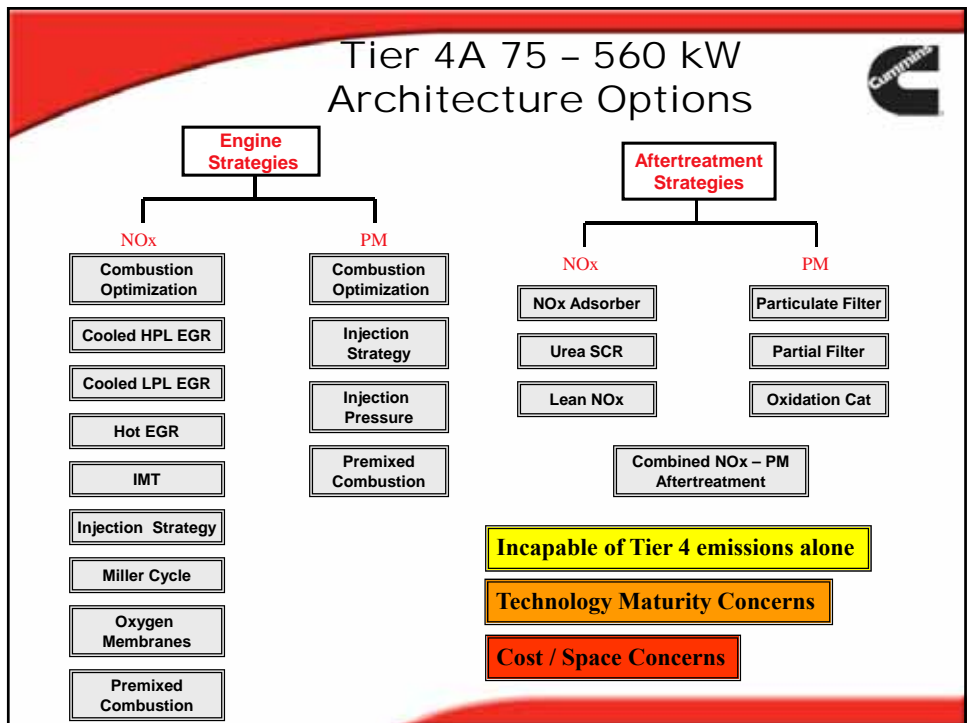 Tier 4A 75 – 560 kW
Architecture Options
Cummins
Engine
Strategies
NOx
Combustion
Optimization
Cooled HPL EGR
Cooled LPL EGR
Hot EGR
IMT
Injection Strategy
Miller Cycle
Oxygen
Membranes
Premixed
Combustion
PM
Combustion
Optimization
Injection
Strategy
Injection
Pressure
Premixed
Combustion
Aftertreatment
Strategies
NOx
NOx Adsorber
Urea SCR
Lean NOx
PM
Particulate Filter
Partial Filter
Oxidation Cat
Combined NOx – PM
Aftertreatment
Incapable of Tier 4 emissions alone
Technology Maturity Concerns
Cost / Space Concerns